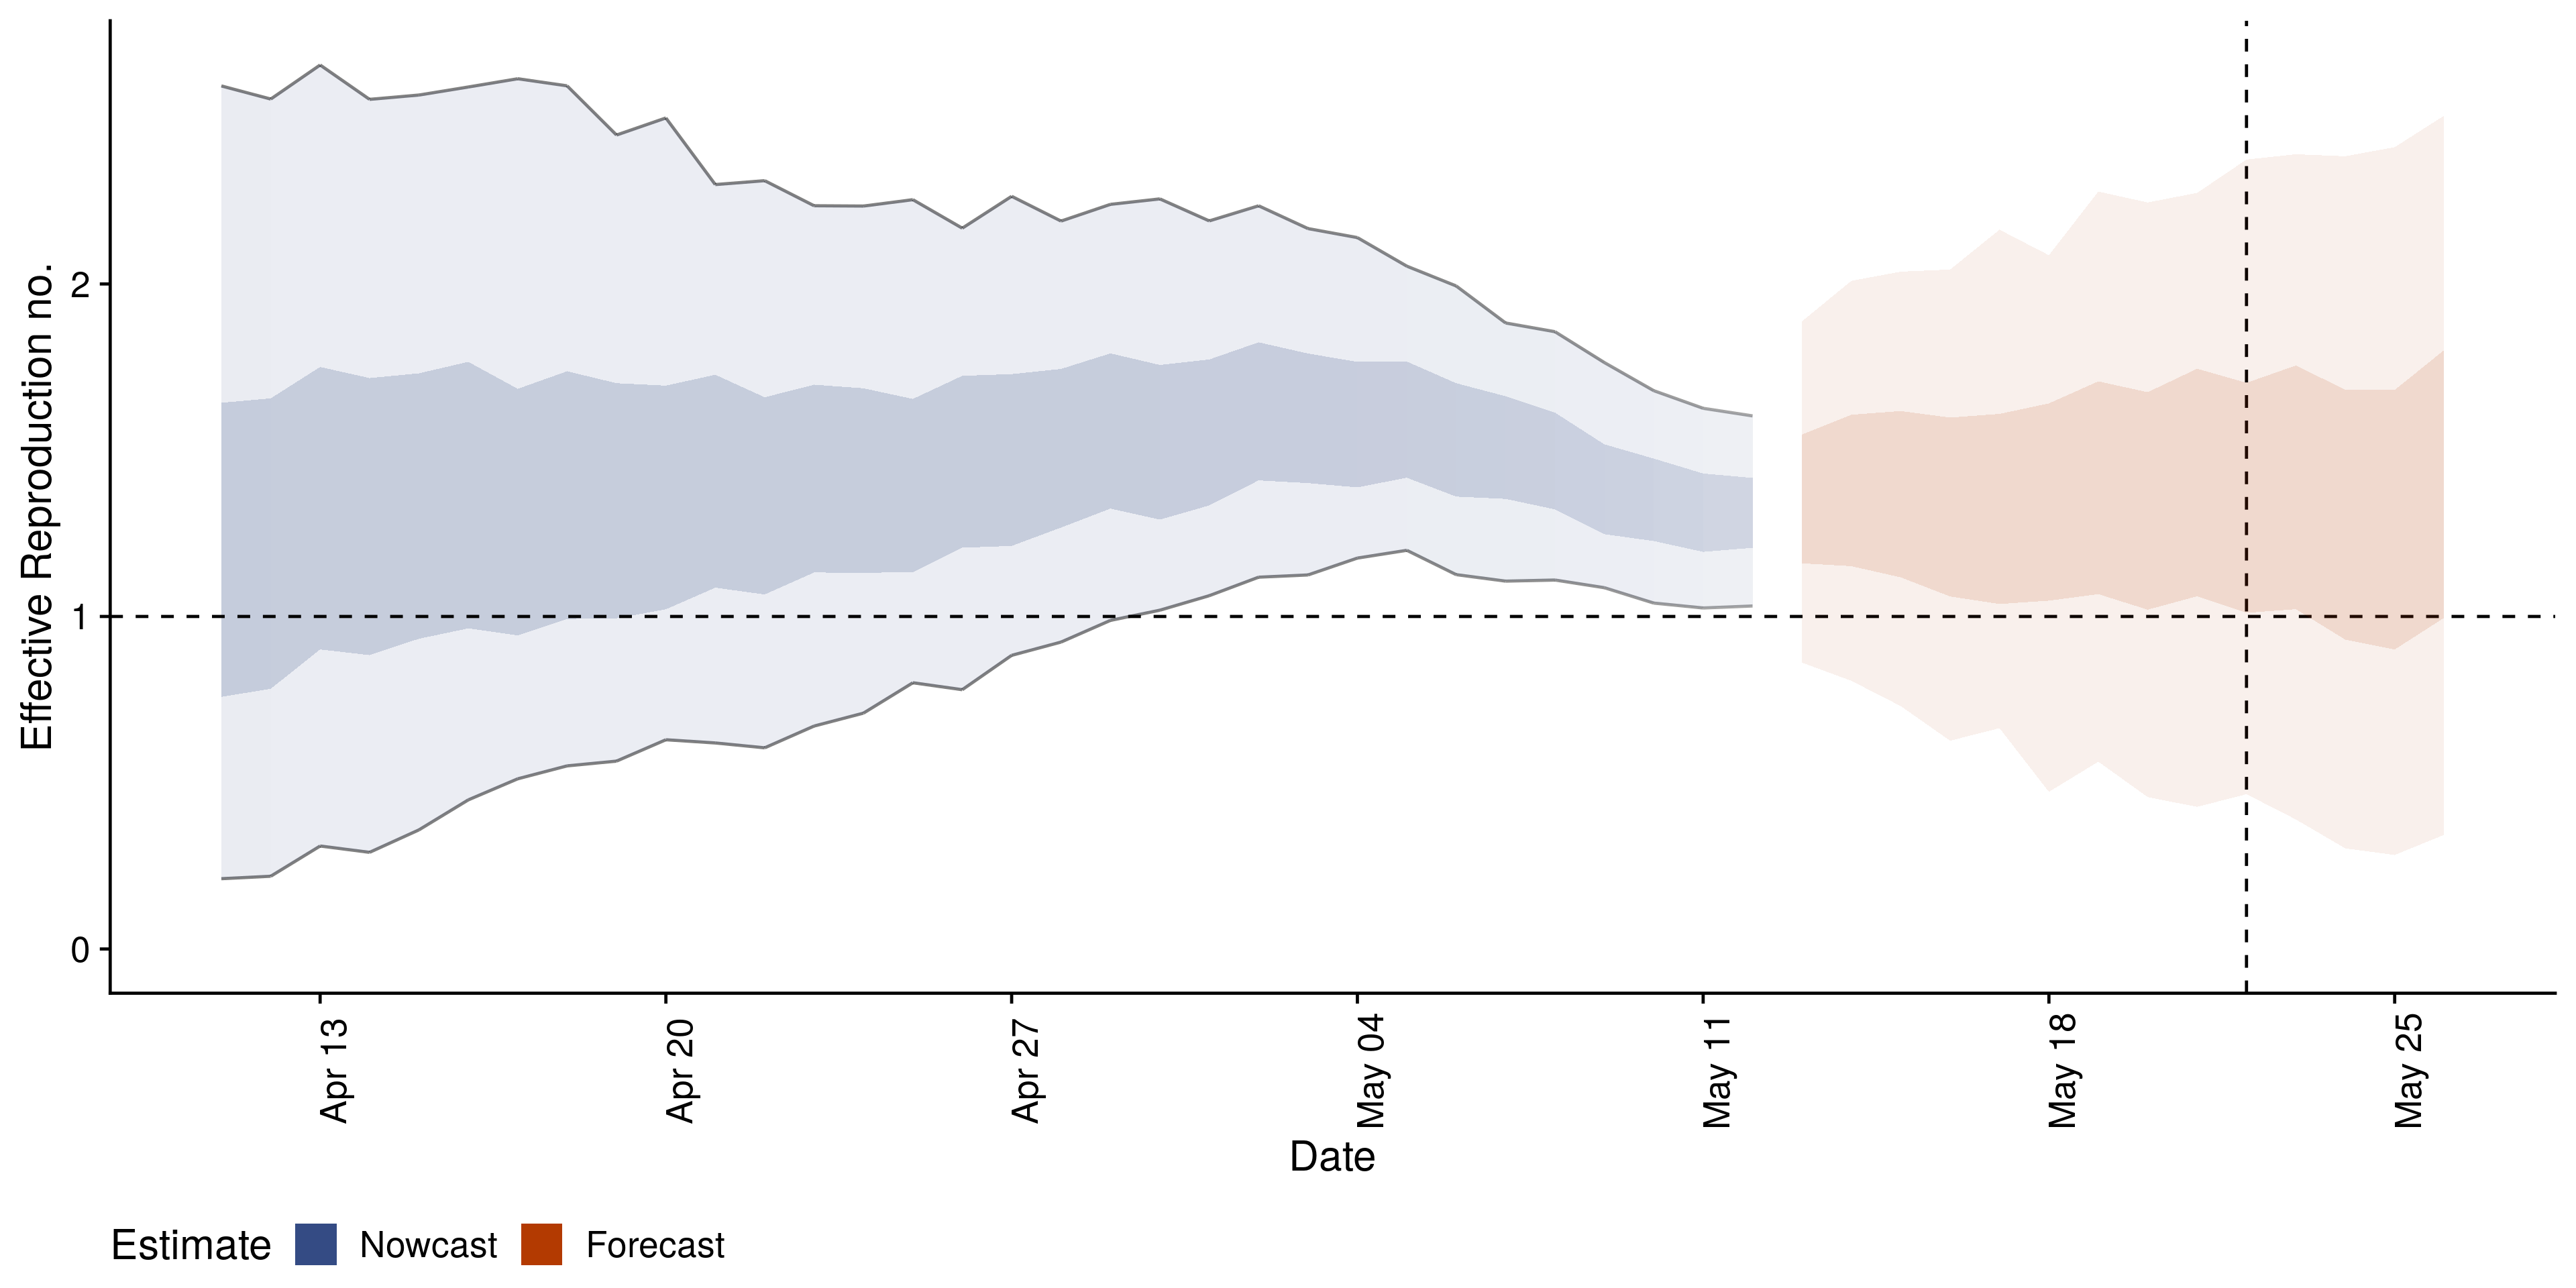 Effective Reproduction no.
2
1
0
Apr 13
Apr 20
Apr 27
May 04
May 11
May 18
May 25
Date
Estimate Nowcast Forecast